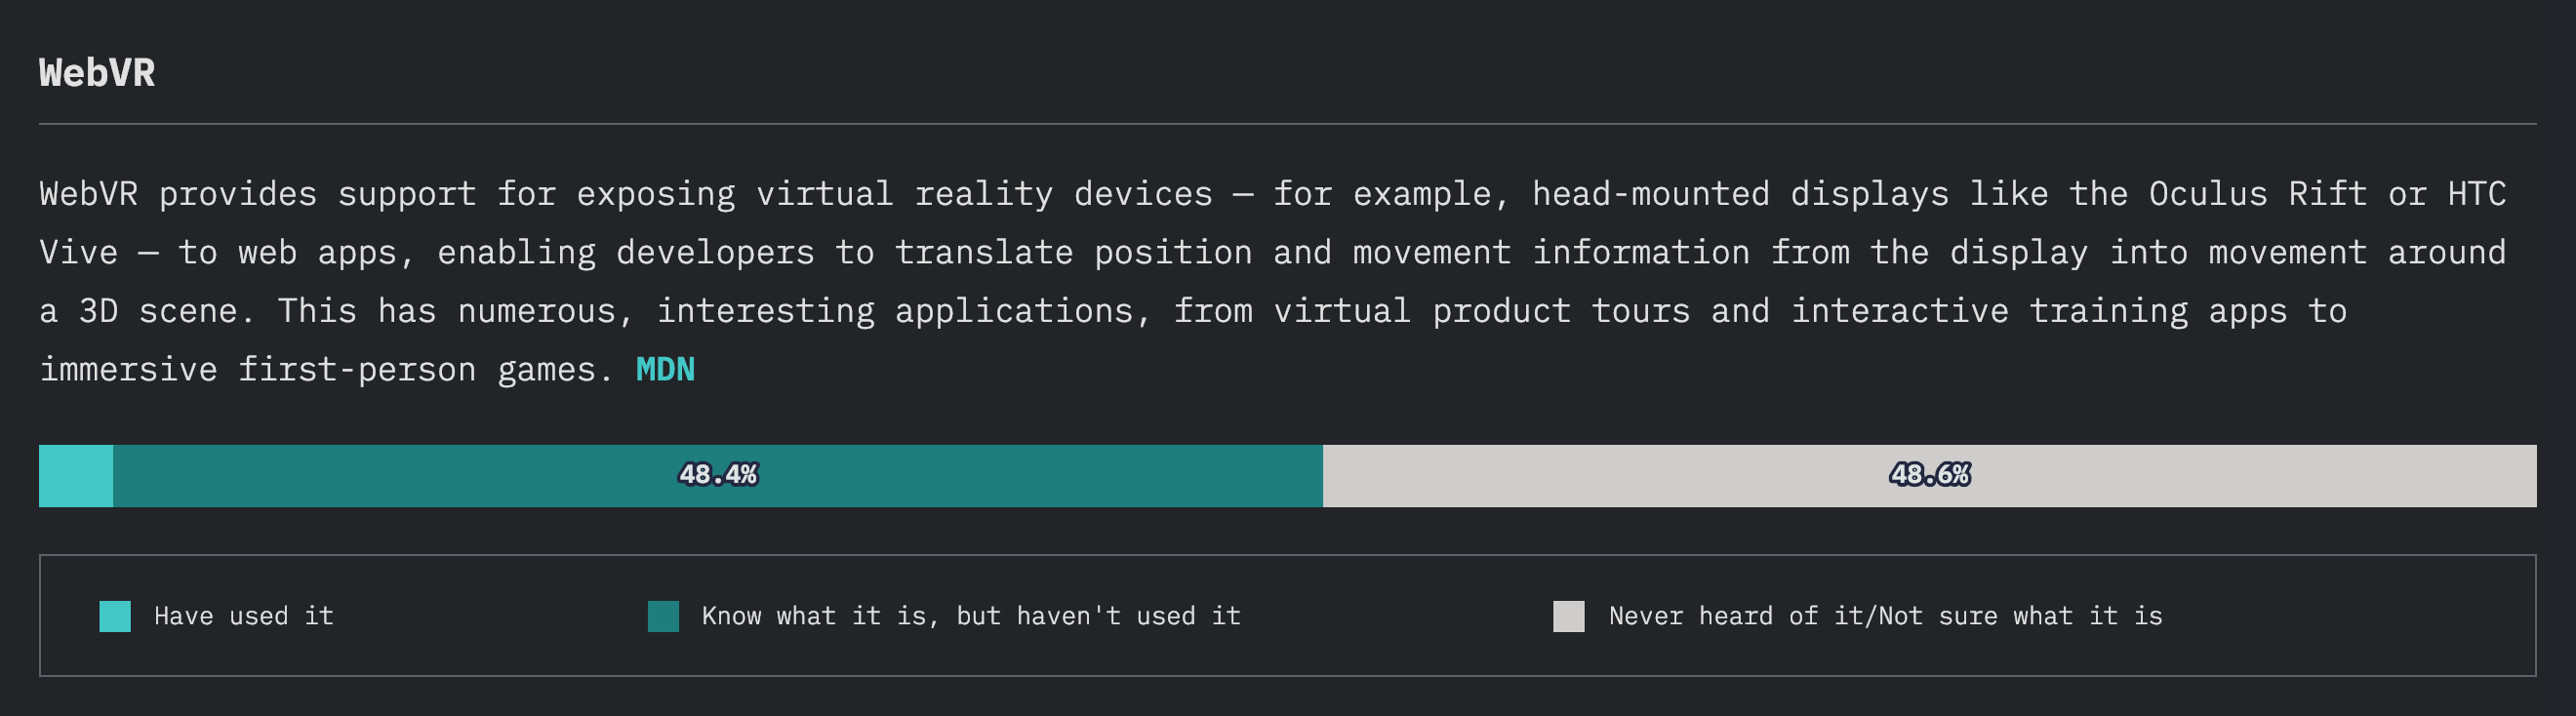 WebVR
WebVR provides support for exposing virtual reality devices — for example, head-mounted displays like the Oculus Rift or HTC
Vive — to web apps, enabling developers to translate position and movement information from the display into movement around
a 3D scene. This has numerous, interesting applications, from virtual product tours and interactive training apps to
immersive first-person games. MDN
48.4% 48.6%
Have used it Know what it is, but haven't used it Never heard of it/Not sure what it is